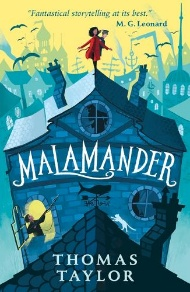 "Fantastical storytelling at its best."
M. G. Leonard
MALAMANDER
THOMAS
TAYLOR